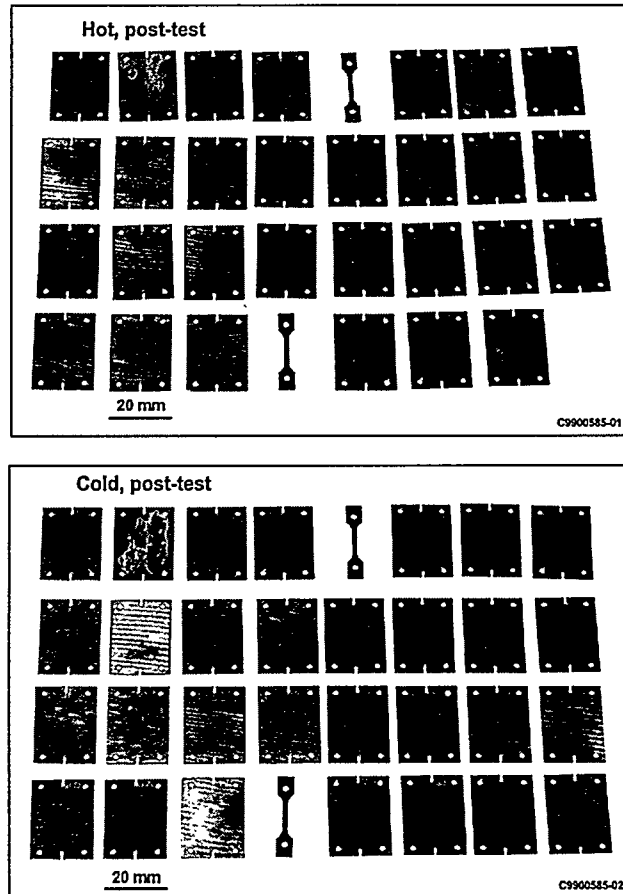 Hot, post-test
20 mm
C9900585-01
Cold, post-test
20 mm
C9900585-02